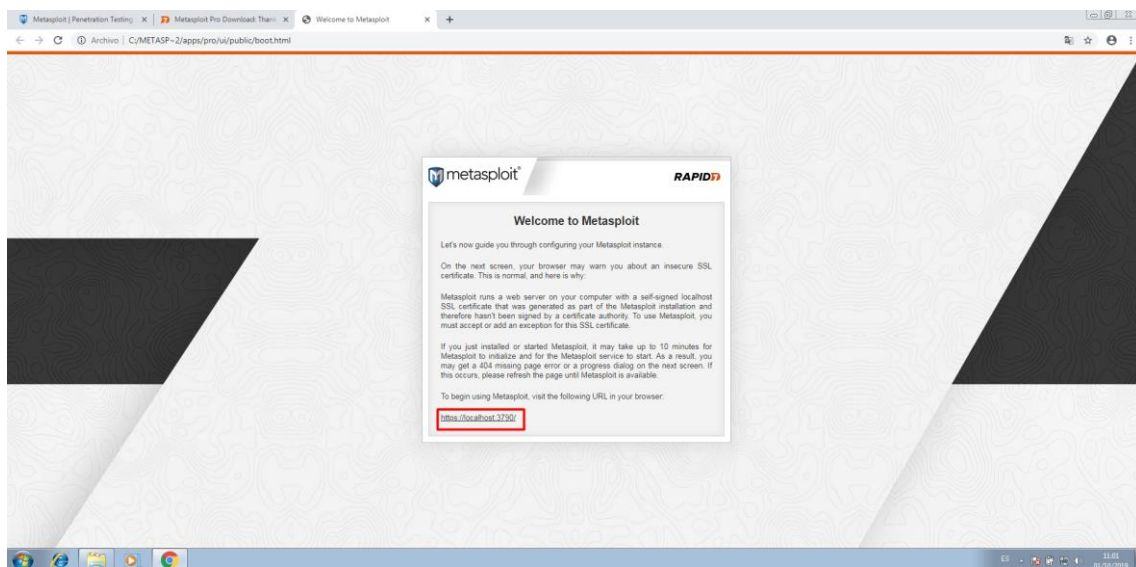 Metasploit | Penetration Testing
Metasploit Pro Download: Than
Welcome to Metasploit
Archivo | C:/METASP~2/apps/pro/ui/public/boot.html
metasploit®
RAPID7
Welcome to Metasploit
Let's now guide you through configuring your Metasploit instance.
On the next screen, your browser may warn you about an insecure SSL
certificate. This is normal, and here is why:
Metasploit runs a web server on your computer with a self-signed localhost
SSL certificate that was generated as part of the Metasploit installation and
therefore hasn't been signed by a certificate authority. To use Metasploit, you
must accept or add an exception for this SSL certificate.
If you just installed or started Metasploit, it may take up to 10 minutes for
Metasploit to initialize and for the Metasploit service to start. As a result, you
may get a 404 missing page error or a progress dialog on the next screen. If
this occurs, please refresh the page until Metasploit is available.
To begin using Metasploit, visit the following URL in your browser:
https://localhost:3790/
ES
11:01
01/10/2019